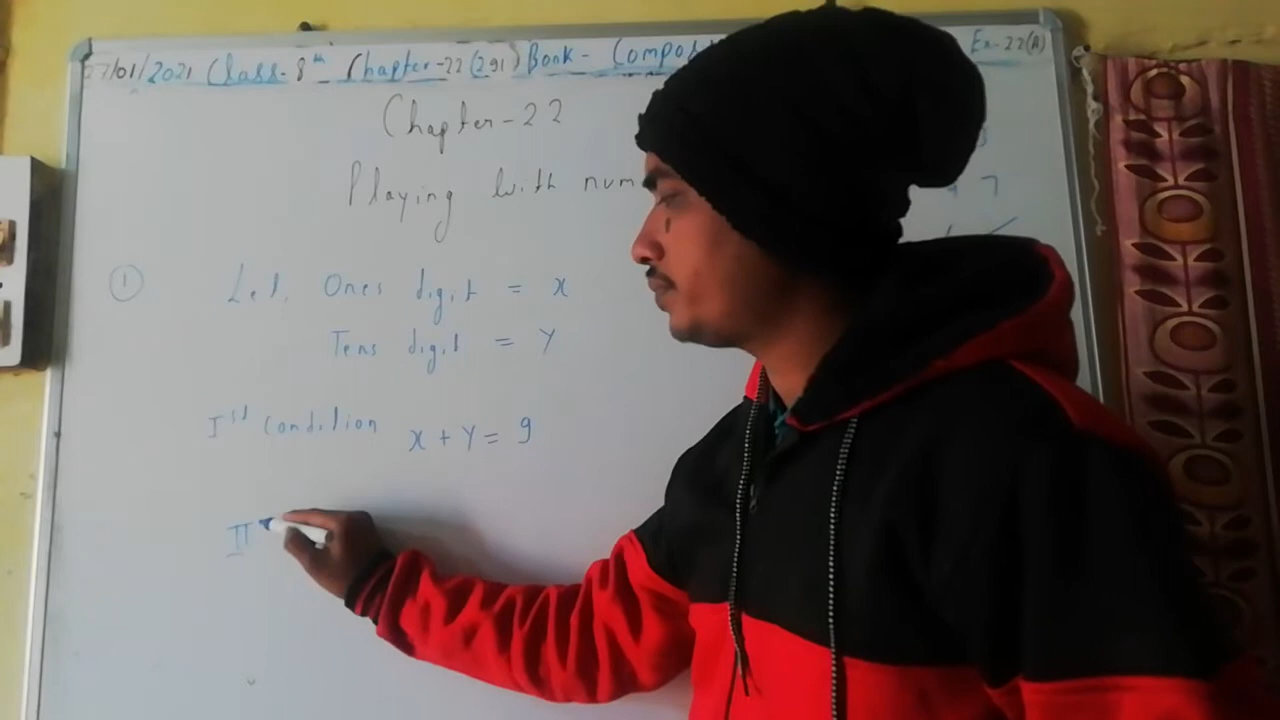 27/01/2021 Class-8th Chapter-22 (291) Book- Compos Ex-22(A)
Chapter-22
Playing with num
① Let, Ones digit = x
Tens digit = y
Ist Condition x + y = 9
II